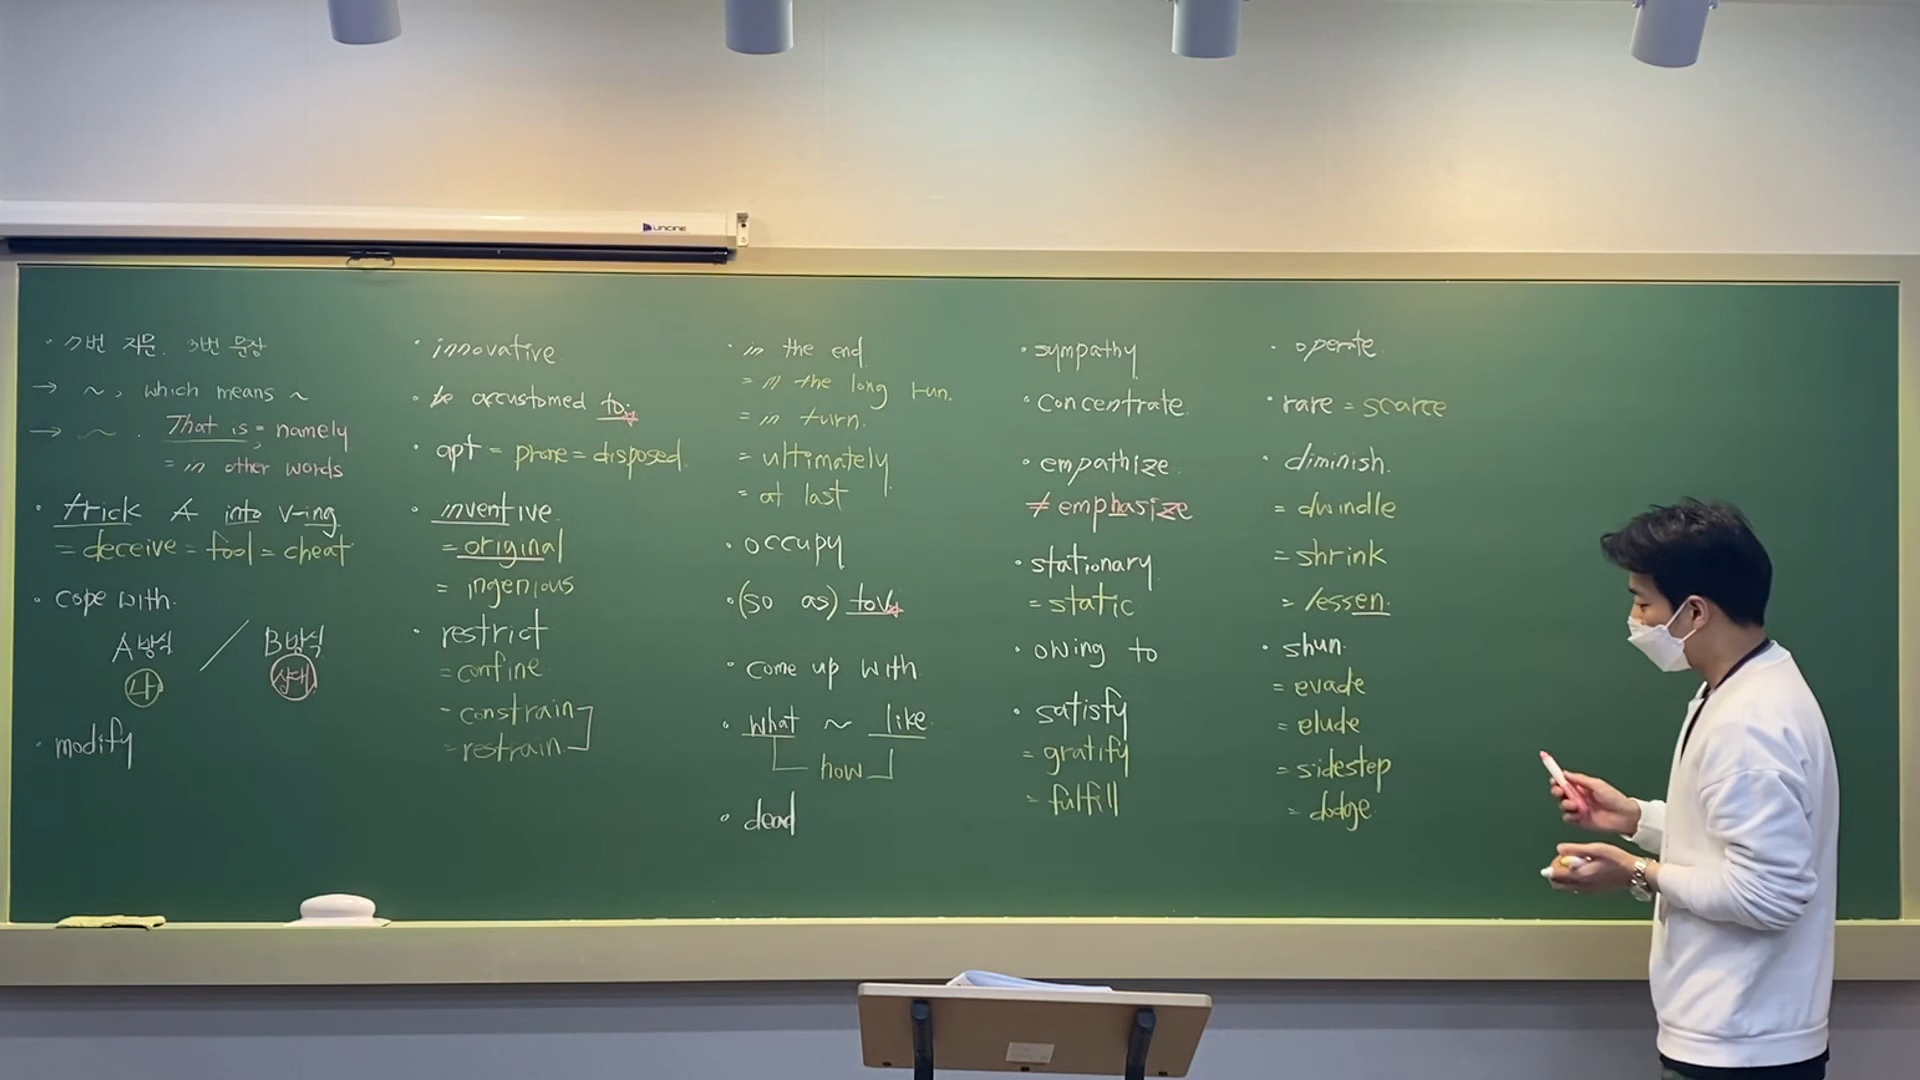 UNCINE
· 7번 지문. 3번 문장
→ ~, which means ~
→ ~. That is, = namely
= in other words
· trick A into v-ing
= deceive = fool = cheat
· cope with.
A방식 / B방식
나 상대
· modify
· innovative.
· be accustomed to
· apt = prone = disposed.
· inventive.
= original
= ingenious
· restrict
= confine.
= constrain
= restrain.
· in the end.
= in the long run.
= in turn.
= ultimately
= at last
· occupy
· (so as) to v
· come up with
· what ~ like.
how
· dead
· sympathy
· concentrate.
· empathize.
≠ emphasize
· stationary
= static
· owing to
· satisfy
= gratify
= fulfill
· operate.
· rare = scarce
· diminish.
= dwindle
= shrink
= lessen.
· shun.
= evade
= elude
= sidestep
= dodge.